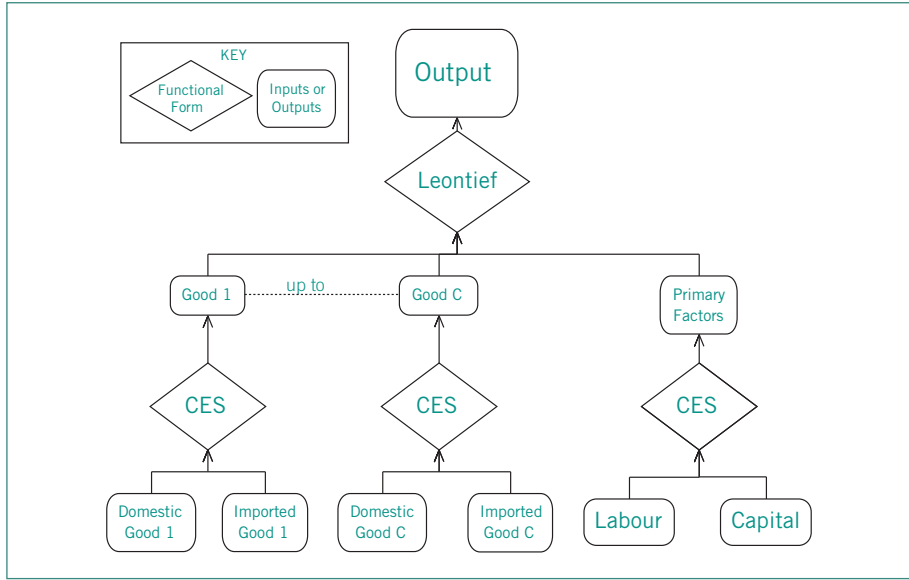 KEY
Functional
Form
Inputs or
Outputs
Output
Leontief
Good 1
up to
Good C
Primary
Factors
CES
CES
CES
Domestic
Good 1
Imported
Good 1
Domestic
Good C
Imported
Good C
Labour
Capital